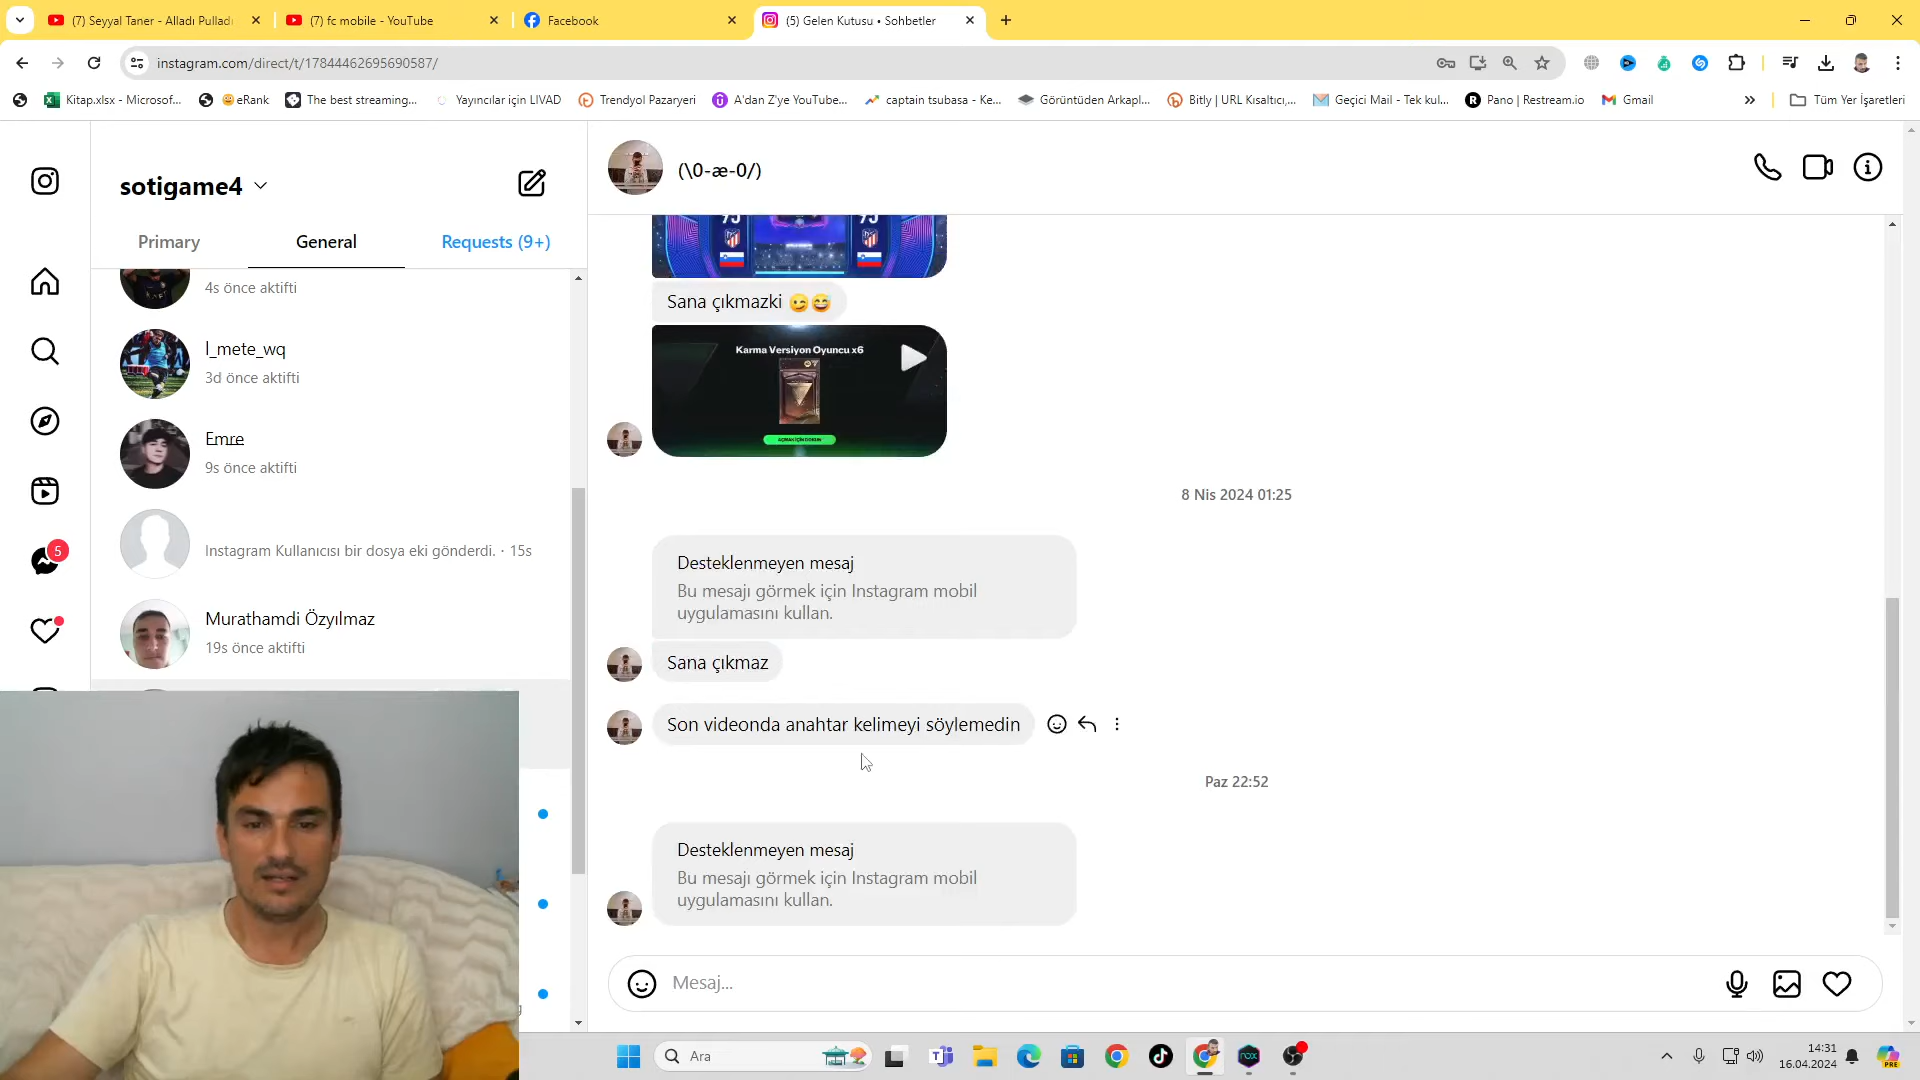 (7) Seyyal Taner - Alladı Pulladı
(7) fc mobile - YouTube
Facebook
(5) Gelen Kutusu • Sohbetler
instagram.com/direct/t/17844462695690587/
Kitap.xlsx - Microsof...
eRank
The best streaming...
Yayıncılar için LIVAD
Trendyol Pazaryeri
A'dan Z'ye YouTube...
captain tsubasa - Ke...
Görüntüden Arkapl...
Bitly | URL Kısaltıcı,...
Geçici Mail - Tek kul...
Pano | Restream.io
Gmail
Tüm Yer İşaretleri
sotigame4
Primary
General
Requests (9+)
4s önce aktifti
l_mete_wq
3d önce aktifti
Emre
9s önce aktifti
Instagram Kullanıcısı bir dosya eki gönderdi. · 15s
Murathamdi Özyılmaz
19s önce aktifti
5
(\0-æ-0/)
Sana çıkmazki 😉😅
Karma Versiyon Oyuncu x6
AÇMAK İÇİN DOKUN
8 Nis 2024 01:25
Desteklenmeyen mesaj
Bu mesajı görmek için Instagram mobil
uygulamasını kullan.
Sana çıkmaz
Son videonda anahtar kelimeyi söylemedin
Paz 22:52
Desteklenmeyen mesaj
Bu mesajı görmek için Instagram mobil
uygulamasını kullan.
Mesaj...
Ara
nox
14:31
16.04.2024
PRE